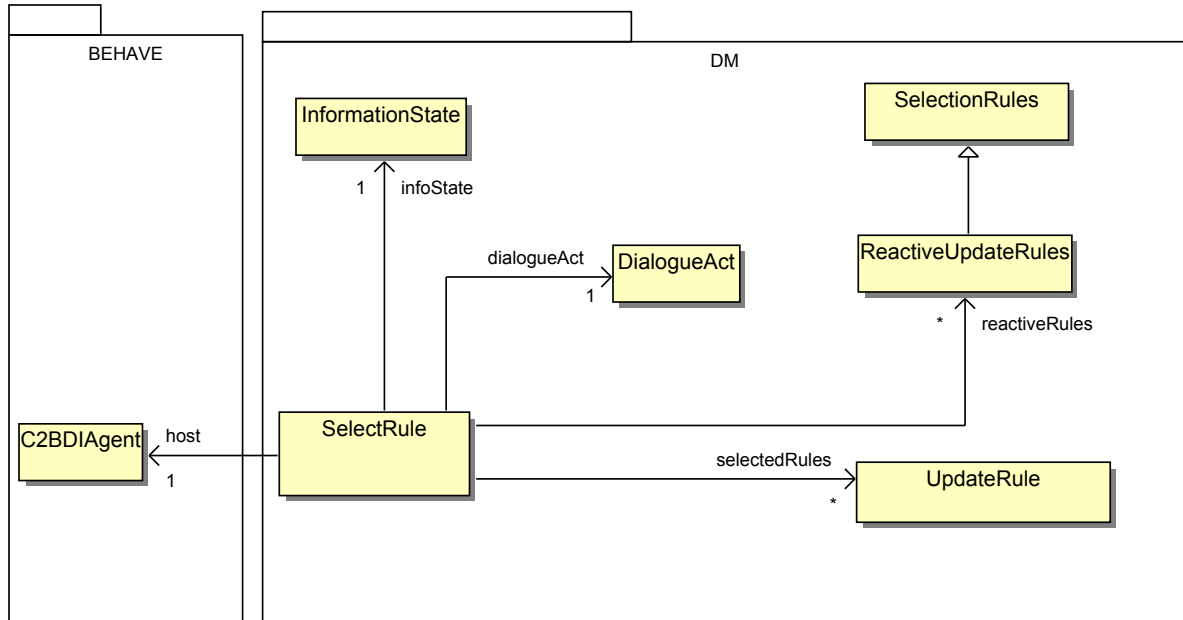 BEHAVE
DM
InformationState
SelectionRules
1
infoState
ReactiveUpdateRules
dialogueAct
DialogueAct
1
*
reactiveRules
SelectRule
C2BDIAgent
host
1
selectedRules
UpdateRule
*